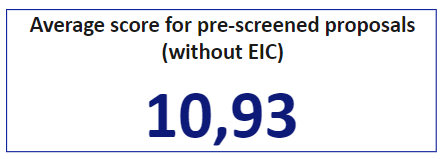 Average score for pre-screened proposals
(without EIC)
10,93